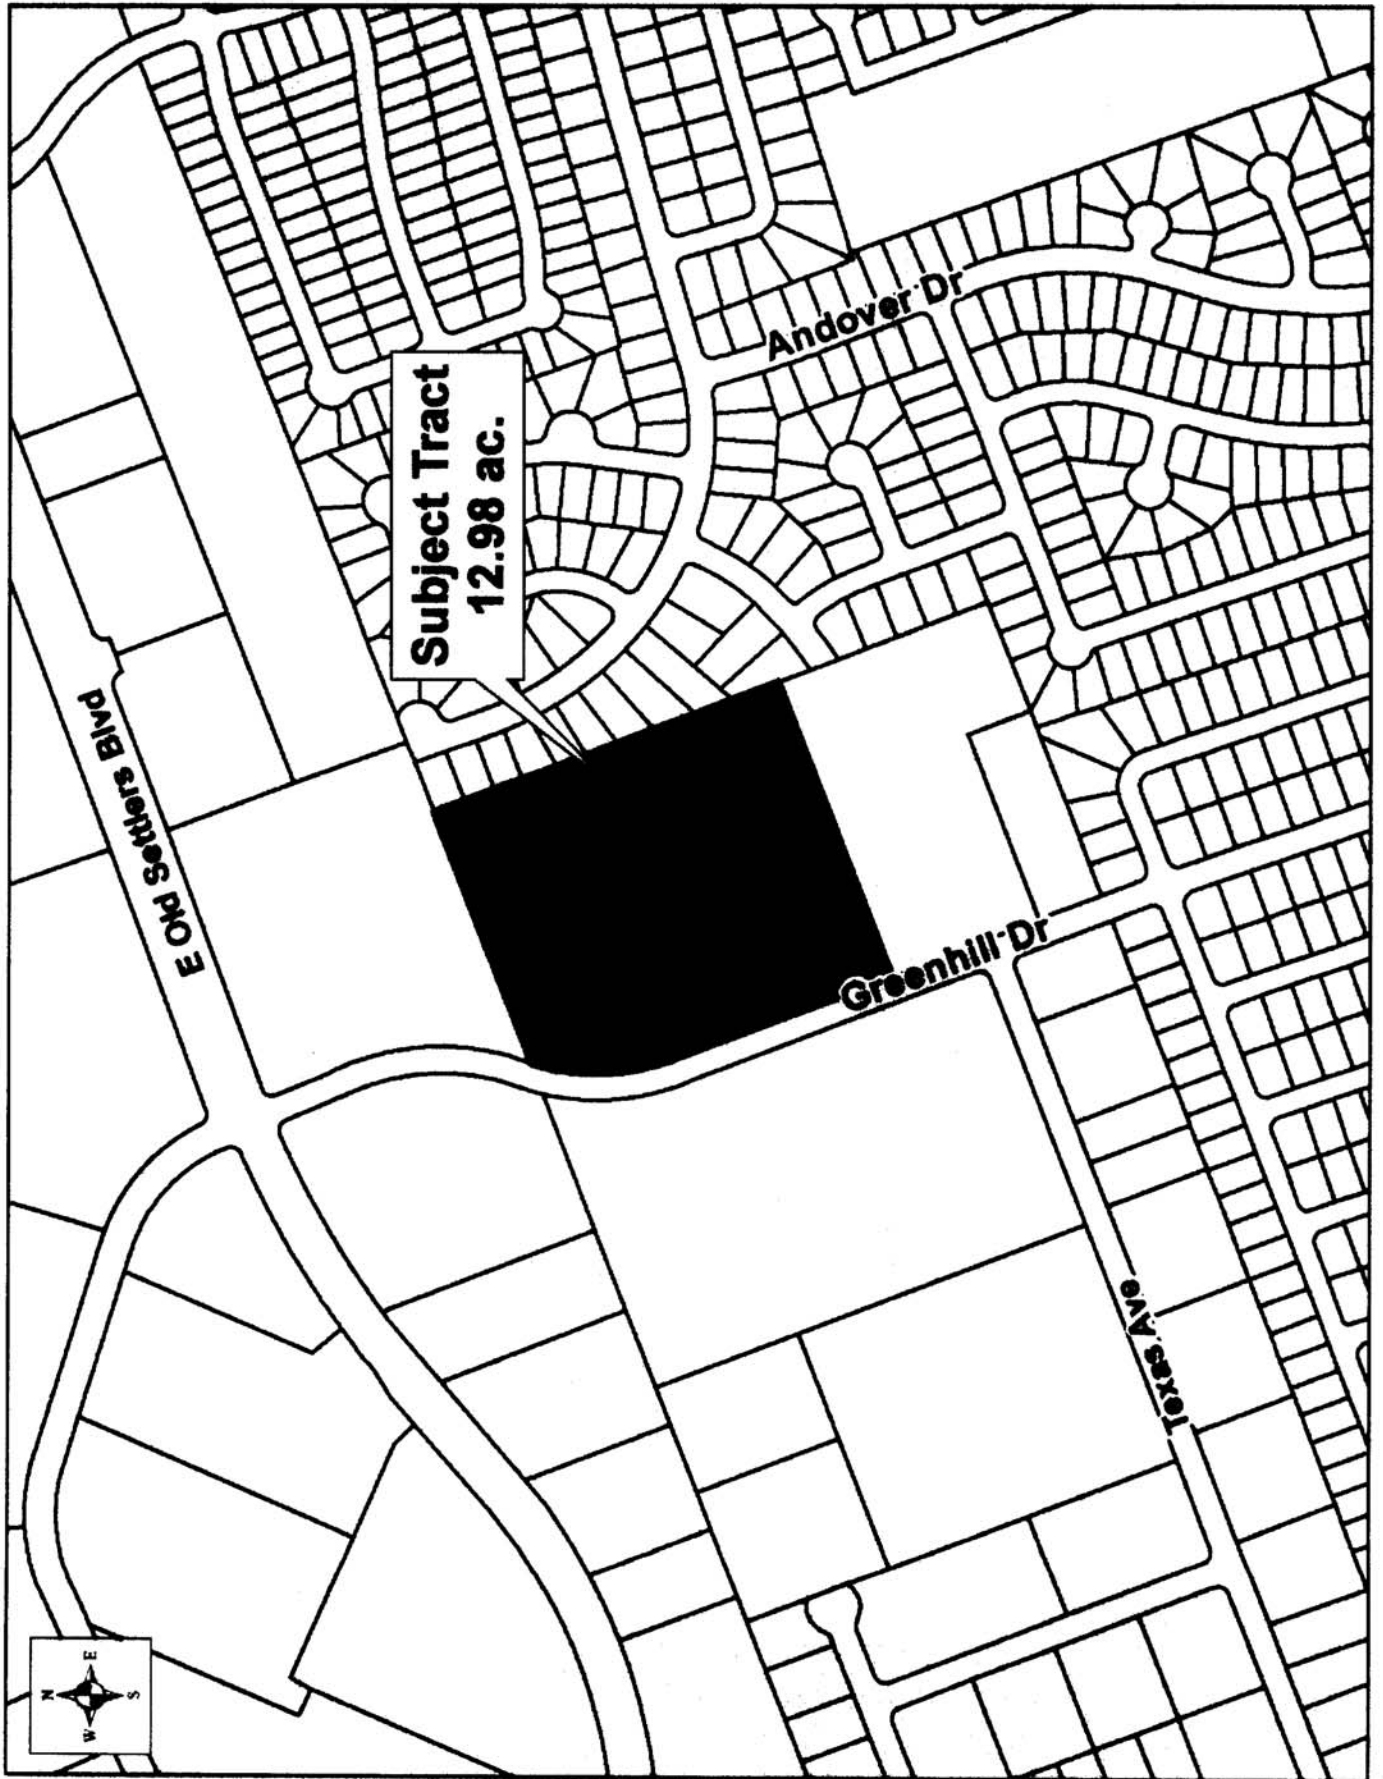 Subject Tract
12.98 ac.
E Old Settlers Blvd
Andover Dr
Greenhill Dr
Texas Ave
N
W
E
S